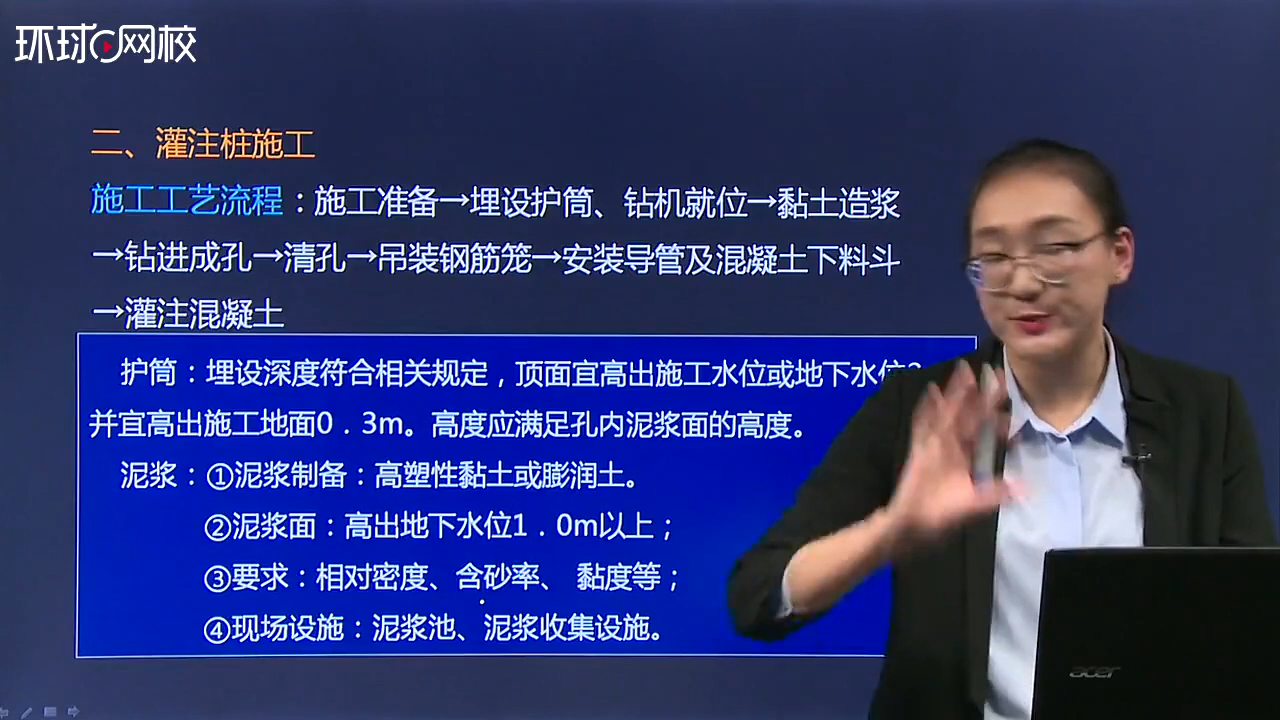 环球网校
二、灌注桩施工
施工工艺流程：施工准备→埋设护筒、钻机就位→黏土造浆
→钻进成孔→清孔→吊装钢筋笼→安装导管及混凝土下料斗
→灌注混凝土
护筒：埋设深度符合相关规定，顶面宜高出施工水位或地下水位
并宜高出施工地面0．3m。高度应满足孔内泥浆面的高度。
泥浆：①泥浆制备：高塑性黏土或膨润土。
②泥浆面：高出地下水位1．0m以上；
③要求：相对密度、含砂率、 黏度等；
④现场设施：泥浆池、泥浆收集设施。
acer